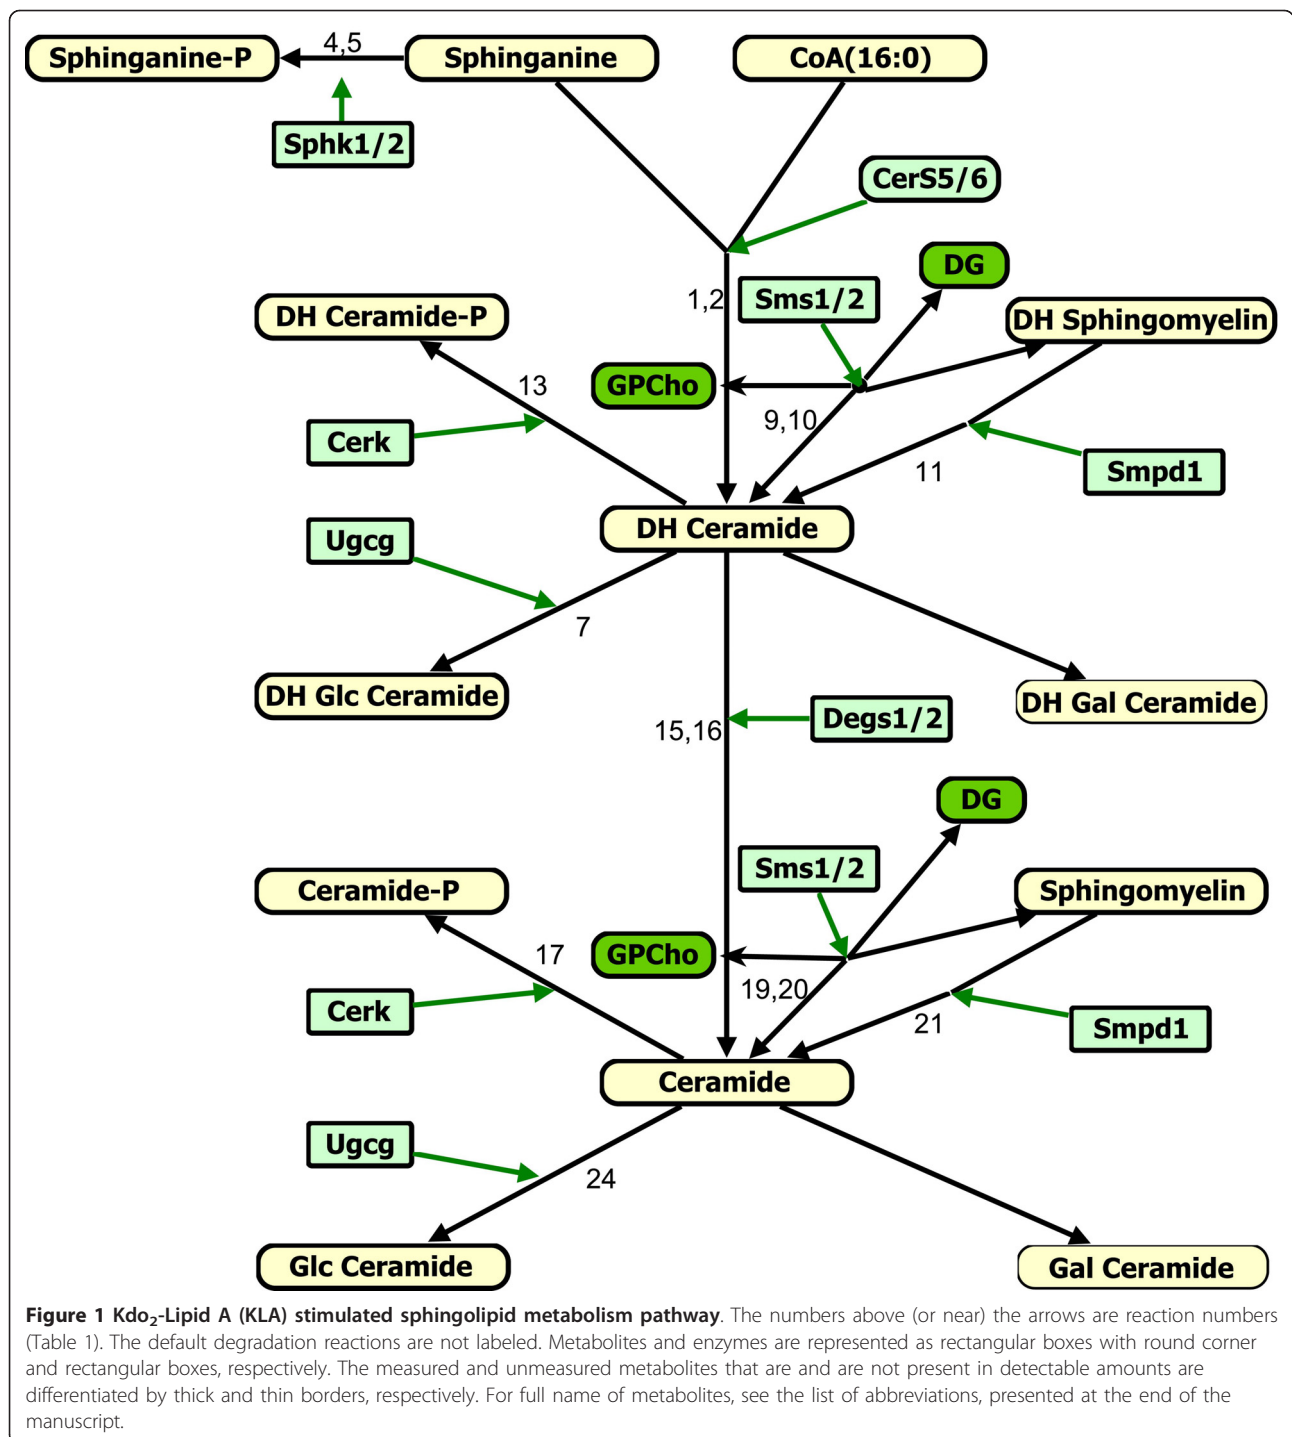 Sphinganine-P
4,5
Sphinganine
CoA(16:0)
Sphk1/2
CerS5/6
DG
1,2
Sms1/2
DH Ceramide-P
DH Sphingomyelin
13
GPCho
9,10
Cerk
11
Smpd1
DH Ceramide
Ugcg
7
DH Glc Ceramide
DH Gal Ceramide
15,16
Degs1/2
DG
Sms1/2
Ceramide-P
Sphingomyelin
17
GPCho
19,20
Cerk
21
Smpd1
Ceramide
Ugcg
24
Glc Ceramide
Gal Ceramide
Figure 1 Kdo2-Lipid A (KLA) stimulated sphingolipid metabolism pathway. The numbers above (or near) the arrows are reaction numbers
(Table 1). The default degradation reactions are not labeled. Metabolites and enzymes are represented as rectangular boxes with round corner
and rectangular boxes, respectively. The measured and unmeasured metabolites that are and are not present in detectable amounts are
differentiated by thick and thin borders, respectively. For full name of metabolites, see the list of abbreviations, presented at the end of the
manuscript.